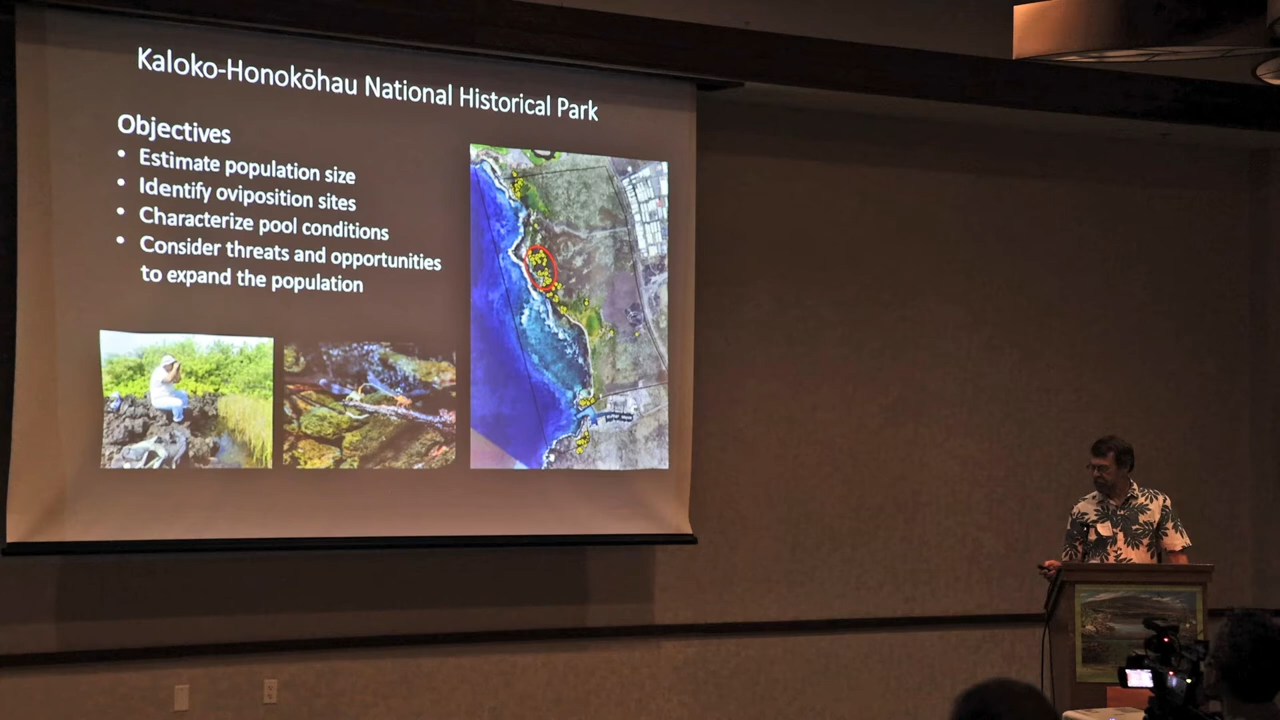 Kaloko-Honokōhau National Historical Park
Objectives
• Estimate population size
• Identify oviposition sites
• Characterize pool conditions
• Consider threats and opportunities
to expand the population